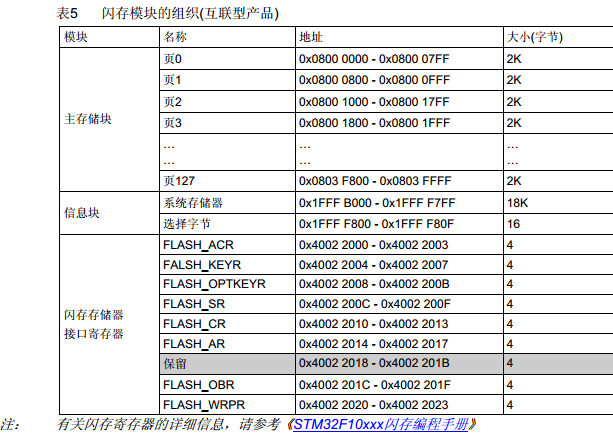 表5 闪存模块的组织(互联型产品)
模块 名称 地址 大小(字节)
主存储块
页0 0x0800 0000 - 0x0800 07FF 2K
页1 0x0800 0800 - 0x0800 0FFF 2K
页2 0x0800 1000 - 0x0800 17FF 2K
页3 0x0800 1800 - 0x0800 1FFF 2K
… … …
… … …
页127 0x0803 F800 - 0x0803 FFFF 2K
信息块
系统存储器 0x1FFF B000 - 0x1FFF F7FF 18K
选择字节 0x1FFF F800 - 0x1FFF F80F 16
闪存存储器
接口寄存器
FLASH_ACR 0x4002 2000 - 0x4002 2003 4
FALSH_KEYR 0x4002 2004 - 0x4002 2007 4
FLASH_OPTKEYR 0x4002 2008 - 0x4002 200B 4
FLASH_SR 0x4002 200C - 0x4002 200F 4
FLASH_CR 0x4002 2010 - 0x4002 2013 4
FLASH_AR 0x4002 2014 - 0x4002 2017 4
保留 0x4002 2018 - 0x4002 201B 4
FLASH_OBR 0x4002 201C - 0x4002 201F 4
FLASH_WRPR 0x4002 2020 - 0x4002 2023 4
注: 有关闪存寄存器的详细信息，请参考《STM32F10xxx闪存编程手册》